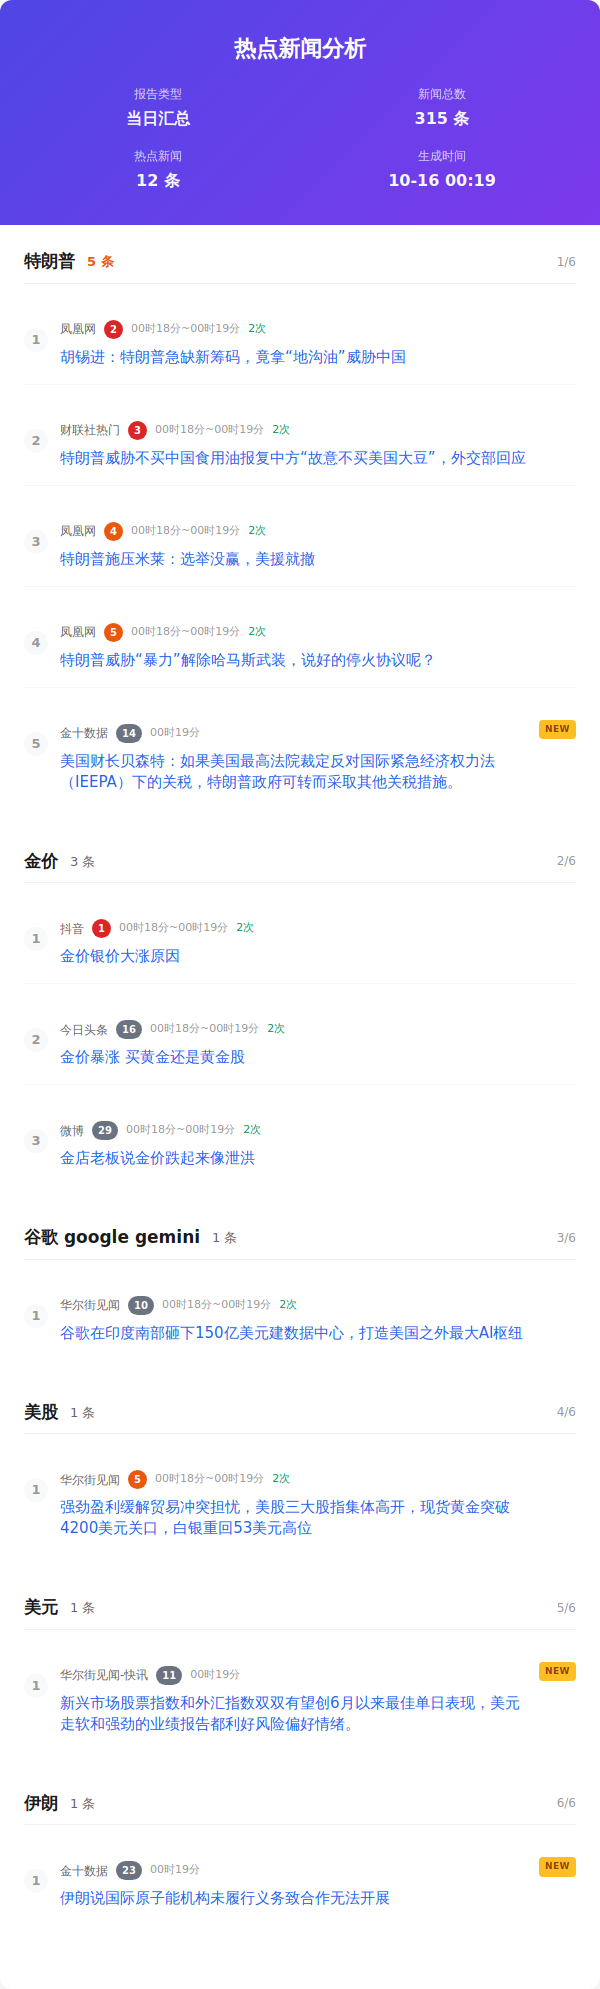 热点新闻分析
报告类型
当日汇总
新闻总数
315 条
热点新闻
12 条
生成时间
10-16 00:19
特朗普 5 条 1/6
1
凤凰网 2 00时18分~00时19分 2次
胡锡进：特朗普急缺新筹码，竟拿“地沟油”威胁中国
2
财联社热门 3 00时18分~00时19分 2次
特朗普威胁不买中国食用油报复中方“故意不买美国大豆”，外交部回应
3
凤凰网 4 00时18分~00时19分 2次
特朗普施压米莱：选举没赢，美援就撤
4
凤凰网 5 00时18分~00时19分 2次
特朗普威胁“暴力”解除哈马斯武装，说好的停火协议呢？
5
金十数据 14 00时19分 NEW
美国财长贝森特：如果美国最高法院裁定反对国际紧急经济权力法
（IEEPA）下的关税，特朗普政府可转而采取其他关税措施。
金价 3 条 2/6
1
抖音 1 00时18分~00时19分 2次
金价银价大涨原因
2
今日头条 16 00时18分~00时19分 2次
金价暴涨 买黄金还是黄金股
3
微博 29 00时18分~00时19分 2次
金店老板说金价跌起来像泄洪
谷歌 google gemini 1 条 3/6
1
华尔街见闻 10 00时18分~00时19分 2次
谷歌在印度南部砸下150亿美元建数据中心，打造美国之外最大AI枢纽
美股 1 条 4/6
1
华尔街见闻 5 00时18分~00时19分 2次
强劲盈利缓解贸易冲突担忧，美股三大股指集体高开，现货黄金突破
4200美元关口，白银重回53美元高位
美元 1 条 5/6
1
华尔街见闻-快讯 11 00时19分 NEW
新兴市场股票指数和外汇指数双双有望创6月以来最佳单日表现，美元
走软和强劲的业绩报告都利好风险偏好情绪。
伊朗 1 条 6/6
1
金十数据 23 00时19分 NEW
伊朗说国际原子能机构未履行义务致合作无法开展